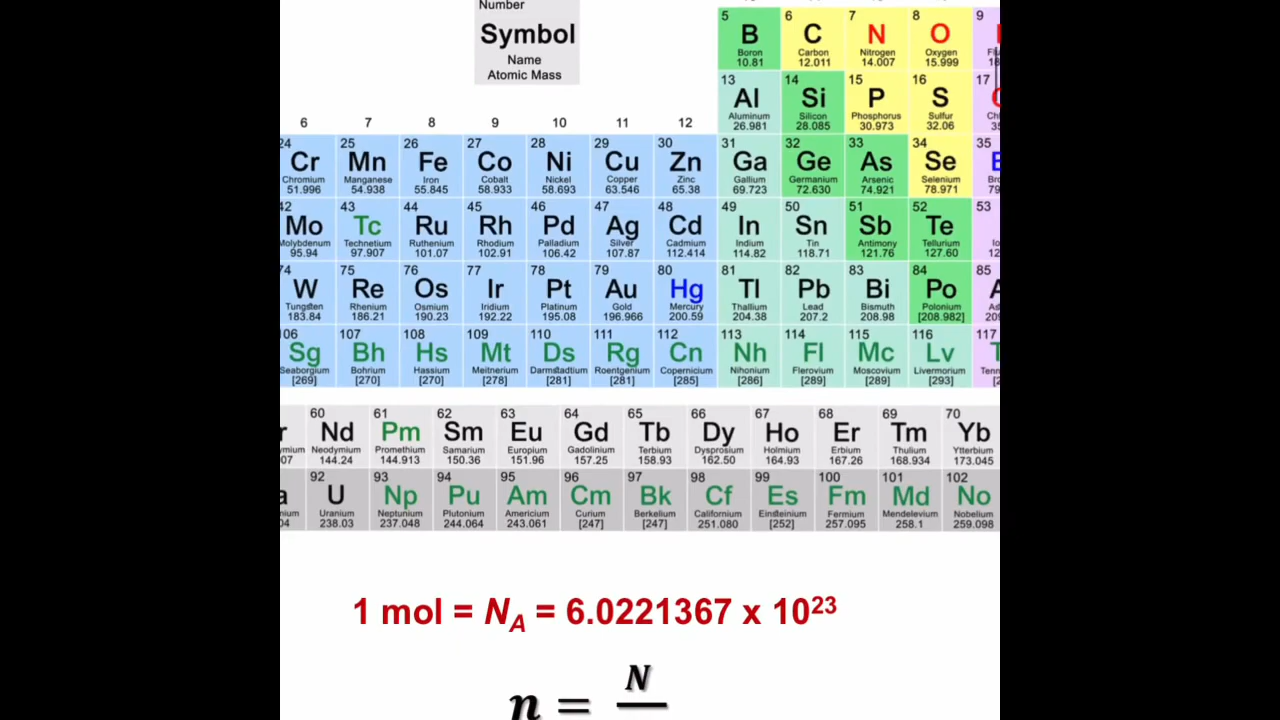 Number
Symbol
Name
Atomic Mass
5 6 7 8 9
B C N O
Boron Carbon Nitrogen Oxygen
10.81 12.011 14.007 15.999
13 14 15 16 17
Al Si P S
Aluminum Silicon Phosphorus Sulfur
26.981 28.085 30.973 32.06
6 7 8 9 10 11 12
24 25 26 27 28 29 30 31 32 33 34 35
Cr Mn Fe Co Ni Cu Zn Ga Ge As Se
Chromium Manganese Iron Cobalt Nickel Copper Zinc Gallium Germanium Arsenic Selenium
51.996 54.938 55.845 58.933 58.693 63.546 65.38 69.723 72.630 74.921 78.971
42 43 44 45 46 47 48 49 50 51 52 53
Mo Tc Ru Rh Pd Ag Cd In Sn Sb Te
Molybdenum Technetium Ruthenium Rhodium Palladium Silver Cadmium Indium Tin Antimony Tellurium
95.94 97.907 101.07 102.91 106.42 107.87 112.414 114.82 118.71 121.76 127.60
74 75 76 77 78 79 80 81 82 83 84 85
W Re Os Ir Pt Au Hg Tl Pb Bi Po
Tungsten Rhenium Osmium Iridium Platinum Gold Mercury Thallium Lead Bismuth Polonium
183.84 186.21 190.23 192.22 195.08 196.966 200.59 204.38 207.2 208.98 [208.982]
106 107 108 109 110 111 112 113 114 115 116 117
Sg Bh Hs Mt Ds Rg Cn Nh Fl Mc Lv
Seaborgium Bohrium Hassium Meitnerium Darmstadtium Roentgenium Copernicium Nihonium Flerovium Moscovium Livermorium
[269] [270] [270] [278] [281] [281] [285] [286] [289] [289] [293]
60 61 62 63 64 65 66 67 68 69 70
Nd Pm Sm Eu Gd Tb Dy Ho Er Tm Yb
Neodymium Promethium Samarium Europium Gadolinium Terbium Dysprosium Holmium Erbium Thulium Ytterbium
144.24 144.913 150.36 151.96 157.25 158.93 162.50 164.93 167.26 168.934 173.045
92 93 94 95 96 97 98 99 100 101 102
U Np Pu Am Cm Bk Cf Es Fm Md No
Uranium Neptunium Plutonium Americium Curium Berkelium Californium Einsteinium Fermium Mendelevium Nobelium
238.03 237.048 244.064 243.061 [247] [247] 251.080 [252] 257.095 258.1 259.098
1 mol = N_A = 6.0221367 x 10²³
N
n =